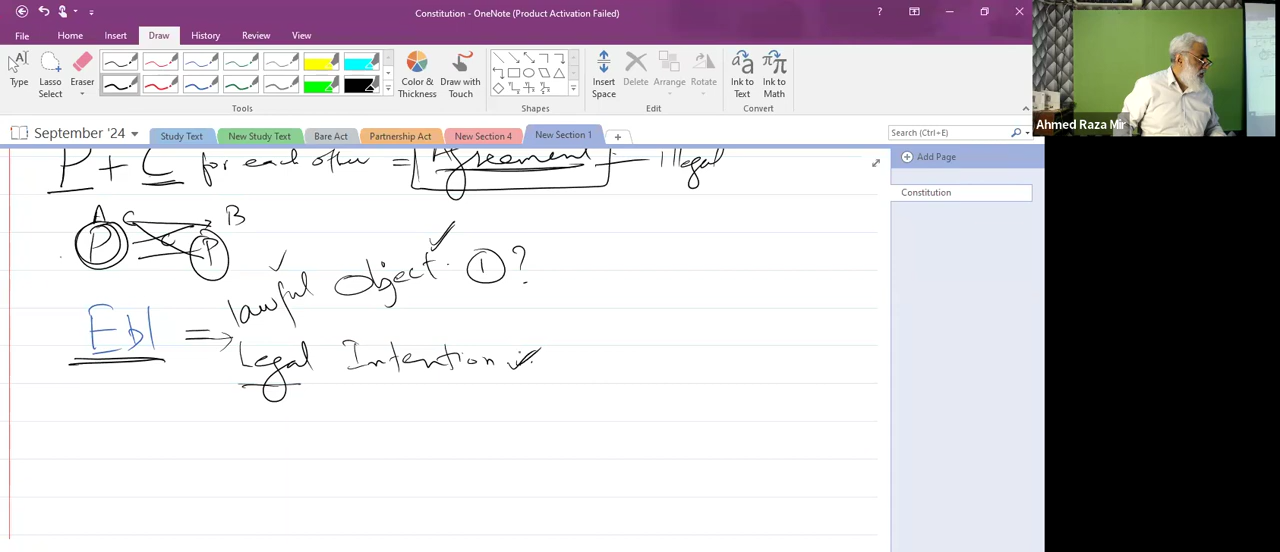 Constitution - OneNote (Product Activation Failed)
File Home Insert Draw History Review View
Type Lasso Select Eraser Color & Thickness Draw with Touch Insert Space Delete Arrange Rotate Ink to Text Ink to Math
Tools Shapes Edit Convert
September '24 Study Text New Study Text Bare Act Partnership Act New Section 4 New Section 1 Search (Ctrl+E)
Add Page
Constitution
Ahmed Raza Mir
P + C for each other = Agreement — Illegal
A B
P P
lawful object. 1 ?
Ebl ⇒
Legal Intention